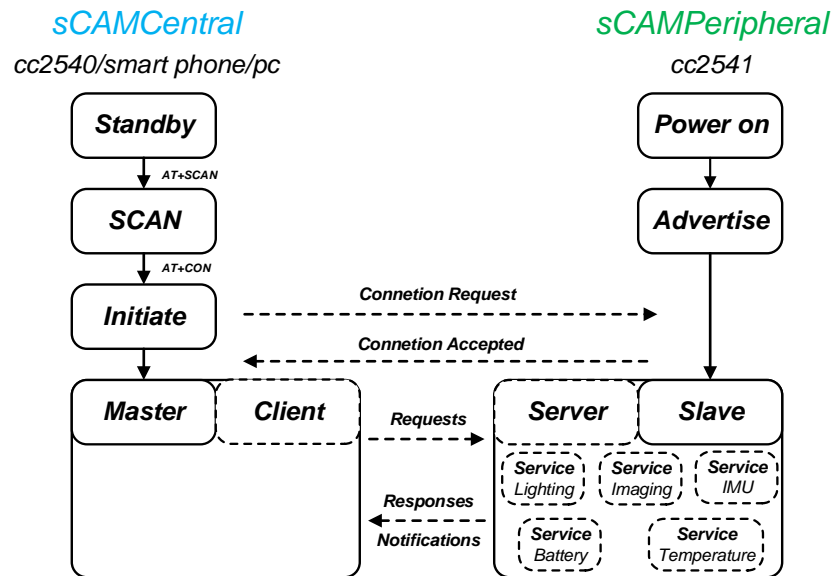 sCAMCentral
sCAMPeripheral
cc2540/smart phone/pc
cc2541
Standby
Power on
AT+SCAN
SCAN
Advertise
AT+CON
Initiate
Connetion Request
Connetion Accepted
Master
Client
Requests
Server
Slave
Service
Lighting
Service
Imaging
Service
IMU
Responses
Notifications
Service
Battery
Service
Temperature